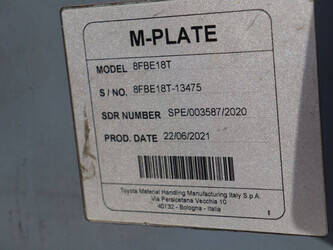 M-PLATE
MODEL 8FBE18T
S / NO. 8FBE18T-13475
SDR NUMBER SPE/003587/2020
PROD. DATE 22/06/2021
Toyota Material Handling Manufacturing Italy S.p.A.
Via Persicetana Vecchia 10
40132 - Bologna - Italia